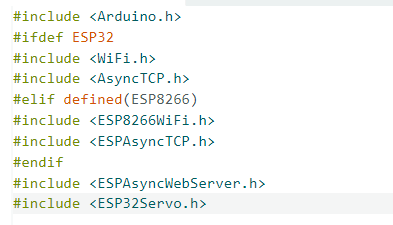 #include <Arduino.h>
#ifdef ESP32
#include <WiFi.h>
#include <AsyncTCP.h>
#elif defined(ESP8266)
#include <ESP8266WiFi.h>
#include <ESPAsyncTCP.h>
#endif
#include <ESPAsyncWebServer.h>
#include <ESP32Servo.h>